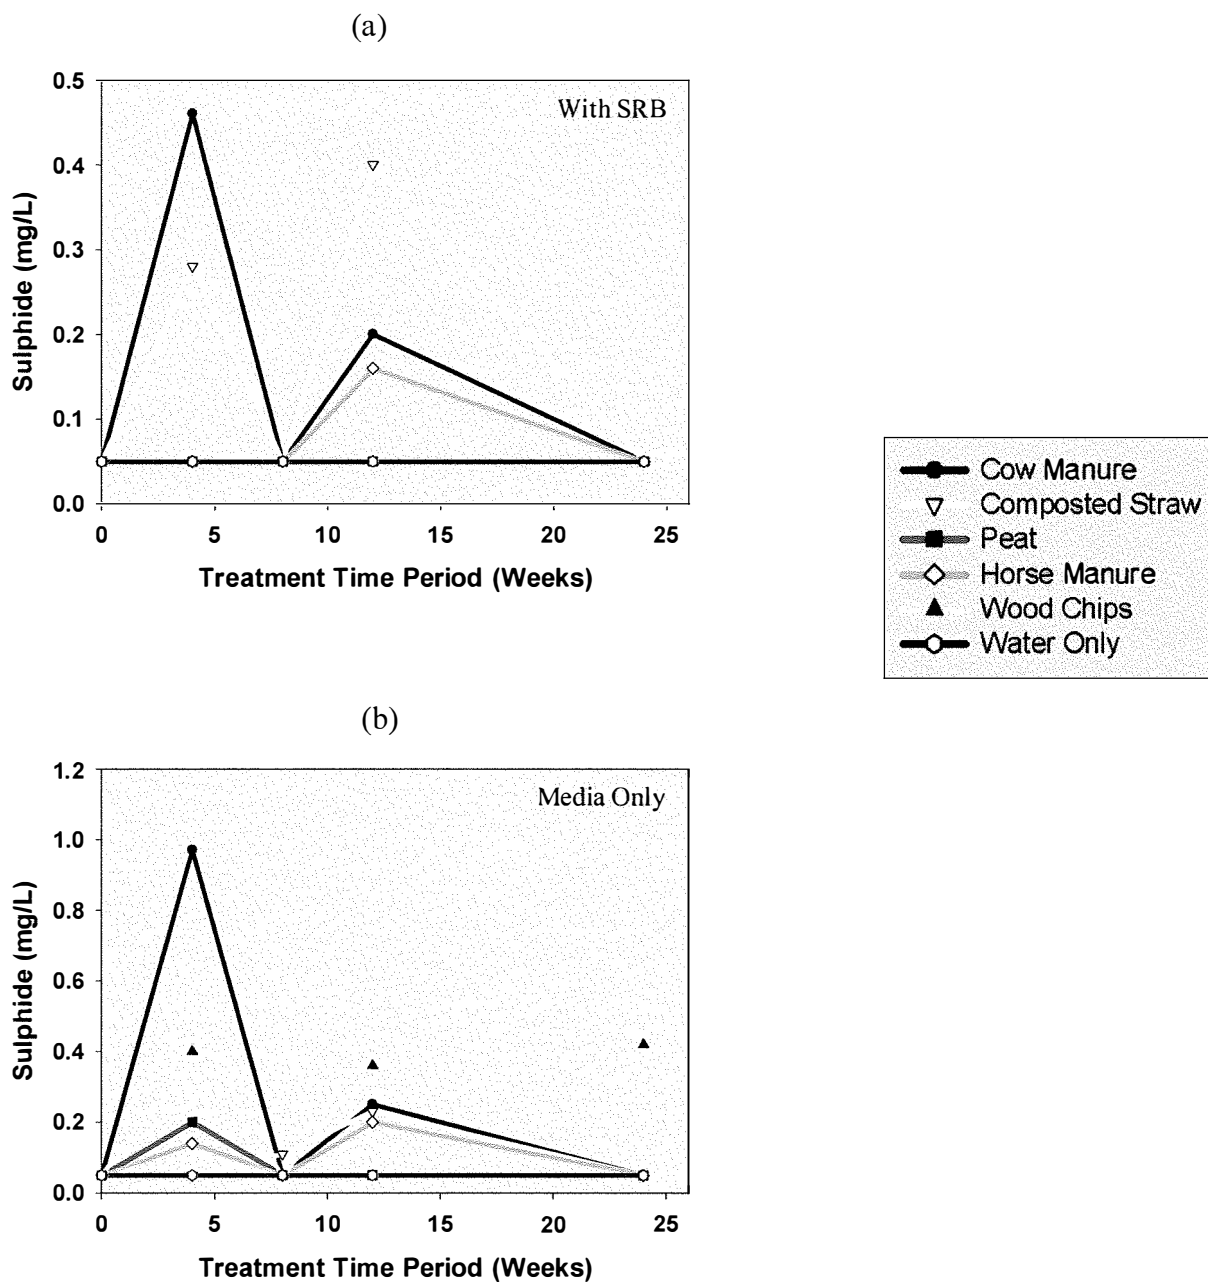 (a)
0.5
With SRB
0.4
0.3
0.2
0.1
0.0
Sulphide (mg/L)
0 5 10 15 20 25
Treatment Time Period (Weeks)
Cow Manure
Composted Straw
Peat
Horse Manure
Wood Chips
Water Only
(b)
1.2
Media Only
1.0
0.8
0.6
0.4
0.2
0.0
Sulphide (mg/L)
0 5 10 15 20 25
Treatment Time Period (Weeks)